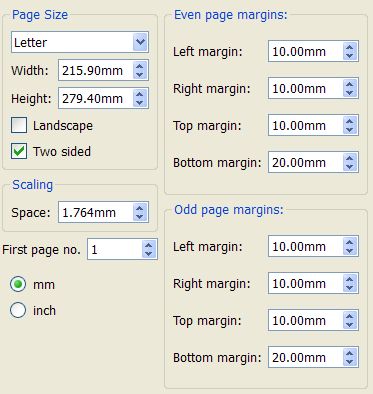 Page Size
Letter
Width: 215.90mm
Height: 279.40mm
Landscape
Two sided
Scaling
Space: 1.764mm
First page no. 1
mm
inch
Even page margins:
Left margin: 10.00mm
Right margin: 10.00mm
Top margin: 10.00mm
Bottom margin: 20.00mm
Odd page margins:
Left margin: 10.00mm
Right margin: 10.00mm
Top margin: 10.00mm
Bottom margin: 20.00mm